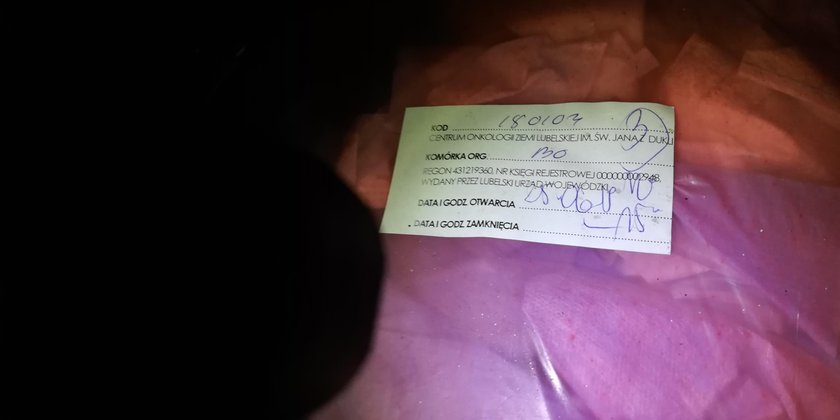 KOD 180103
CENTRUM ONKOLOGII ZIEMI LUBELSKIEJ IM. ŚW. JANA Z DUKLI
KOMÓRKA ORG. BO
REGON 431219360, NR KSIĘGI REJESTROWEJ 000000002948,
WYDANY PRZEZ LUBELSKI URZĄD WOJEWÓDZKI
DATA I GODZ. OTWARCIA
DATA I GODZ. ZAMKNIĘCIA